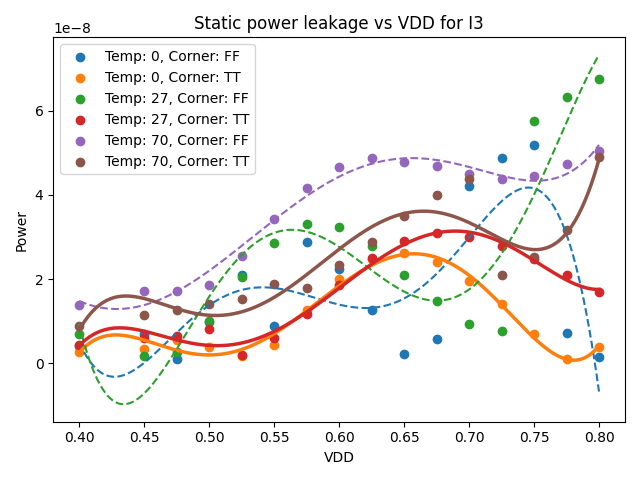 Static power leakage vs VDD for I3
1e−8
Temp: 0, Corner: FF
Temp: 0, Corner: TT
Temp: 27, Corner: FF
Temp: 27, Corner: TT
Temp: 70, Corner: FF
Temp: 70, Corner: TT
6
4
2
0
Power
0.40 0.45 0.50 0.55 0.60 0.65 0.70 0.75 0.80
VDD